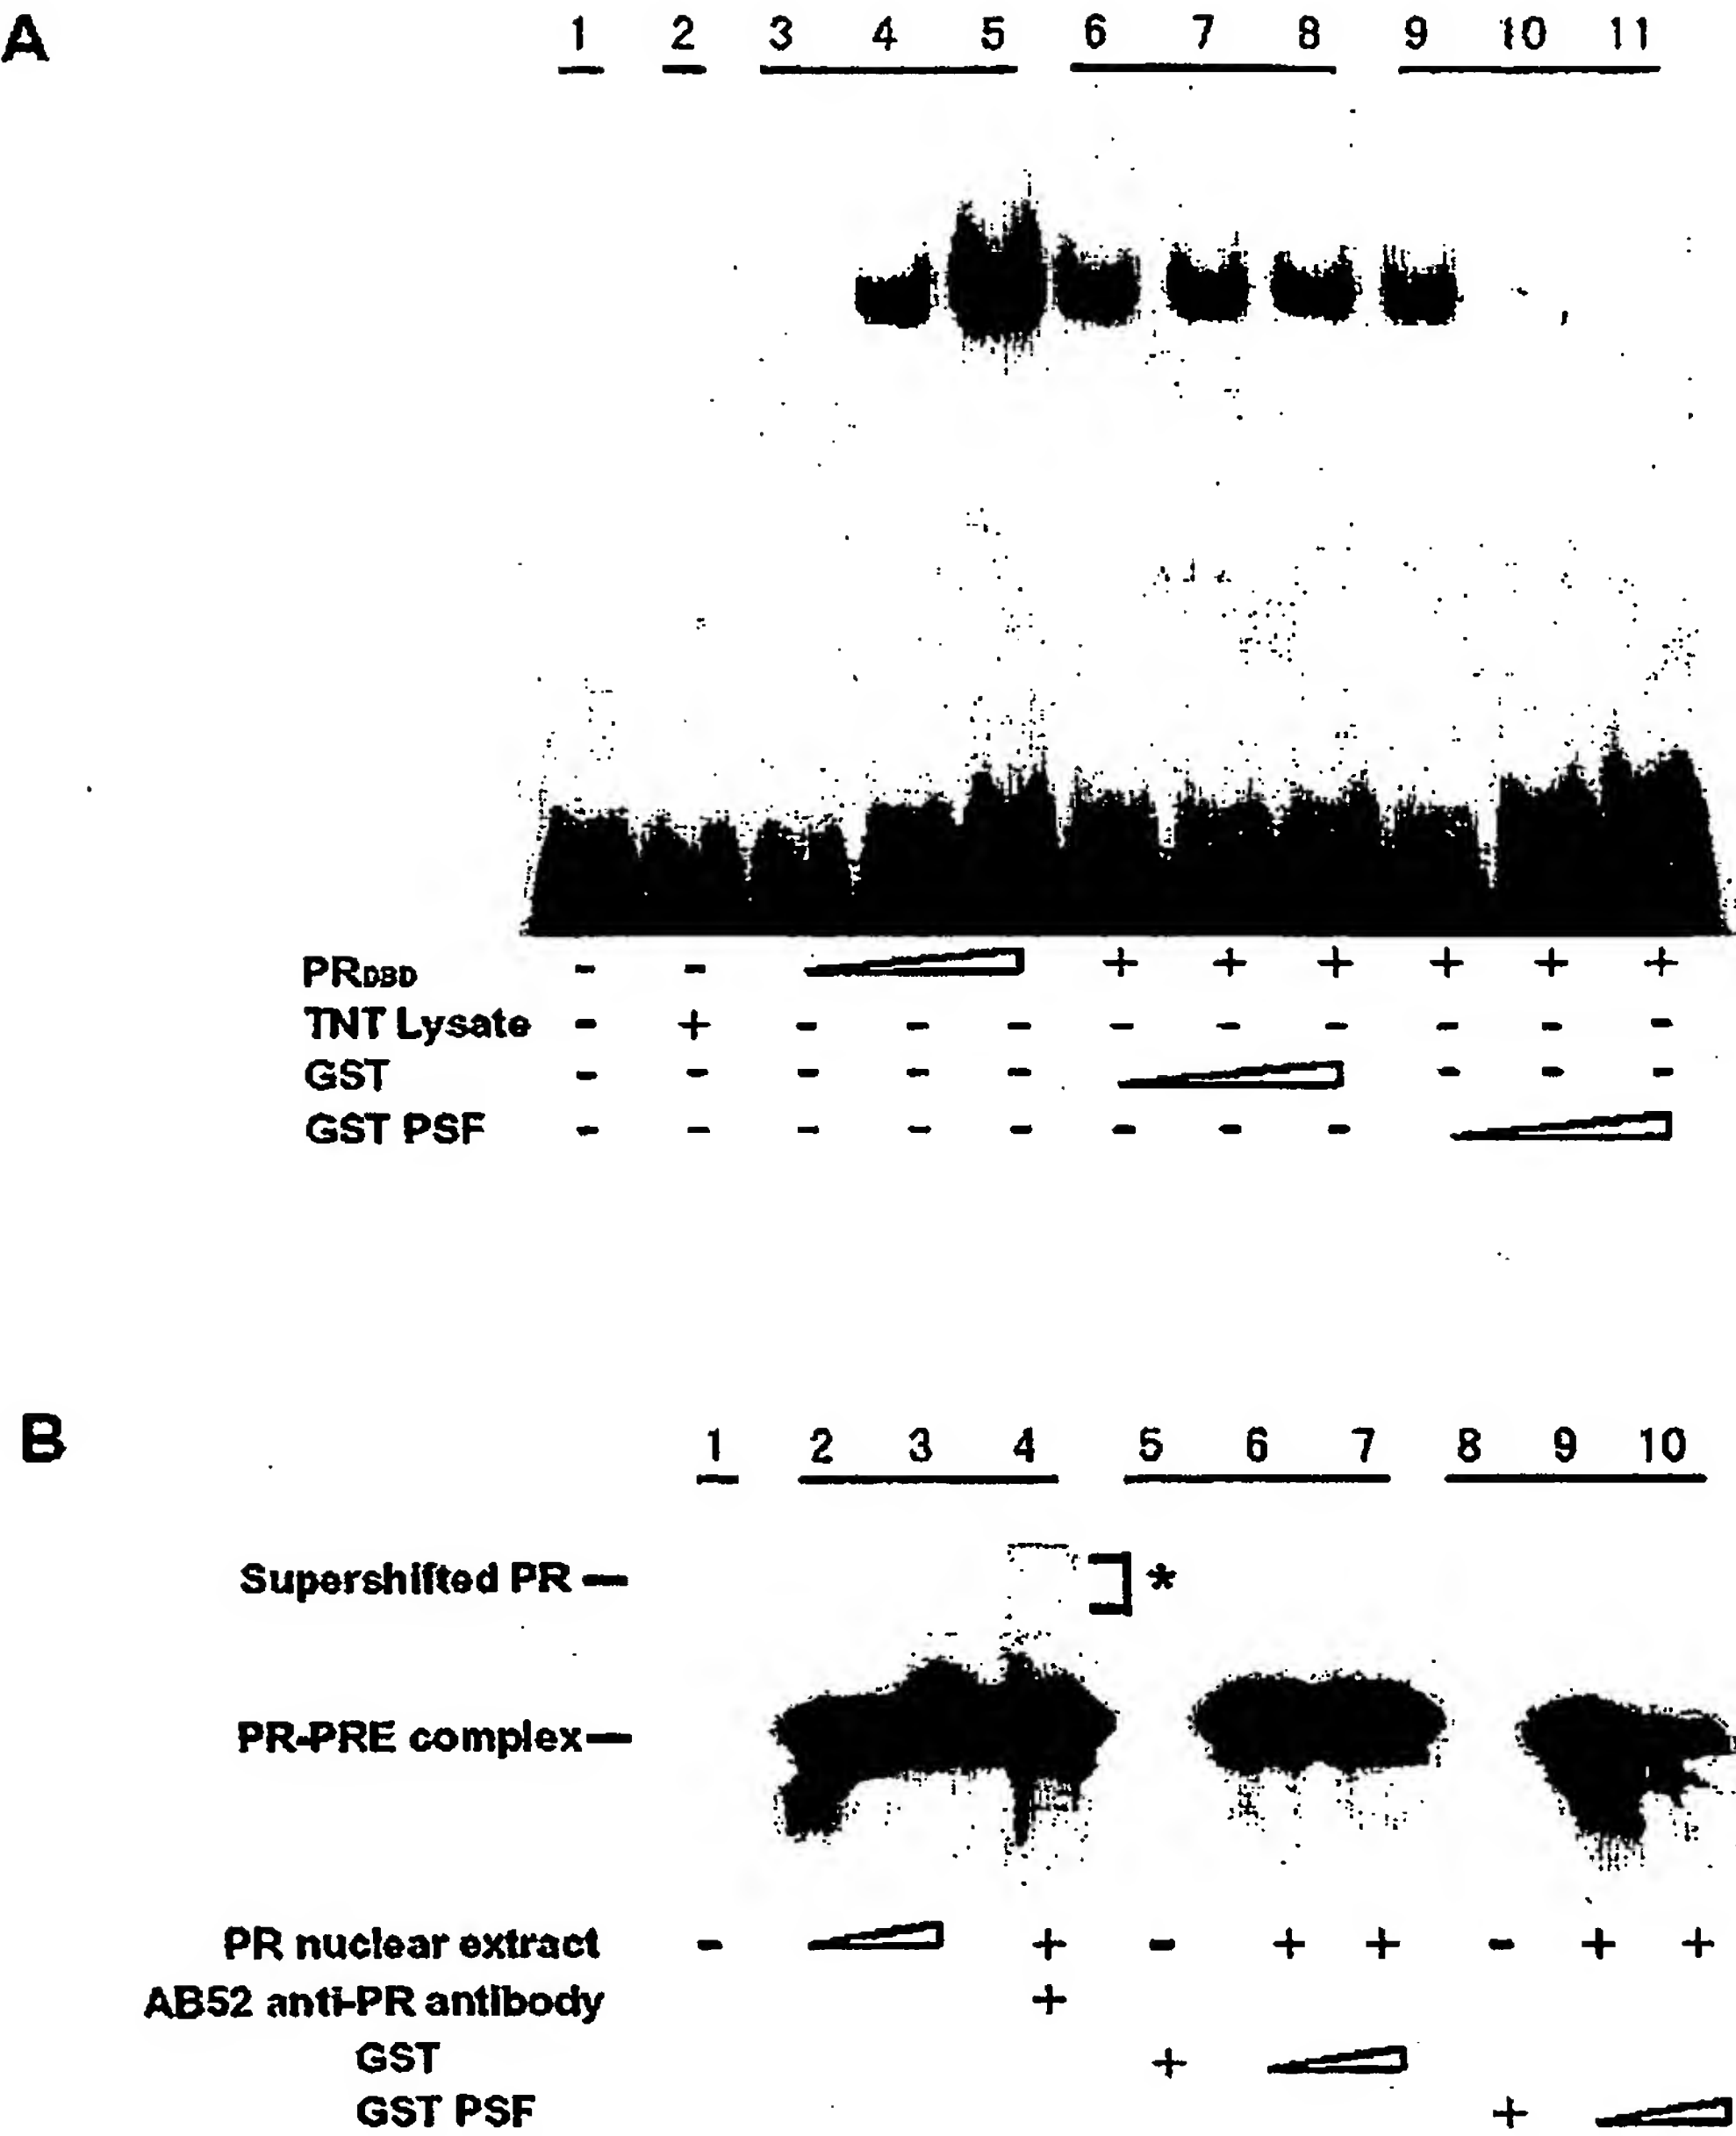 A
1 2 3 4 5 6 7 8 9 10 11
PRDBD - - + + + + + +
TNT Lysate - + - - - - - - - - -
GST - - - - - - - -
GST PSF - - - - - - - -
B
1 2 3 4 5 6 7 8 9 10
Supershifted PR — *
PR-PRE complex —
PR nuclear extract - + - + + - + +
AB52 anti-PR antibody +
GST +
GST PSF +